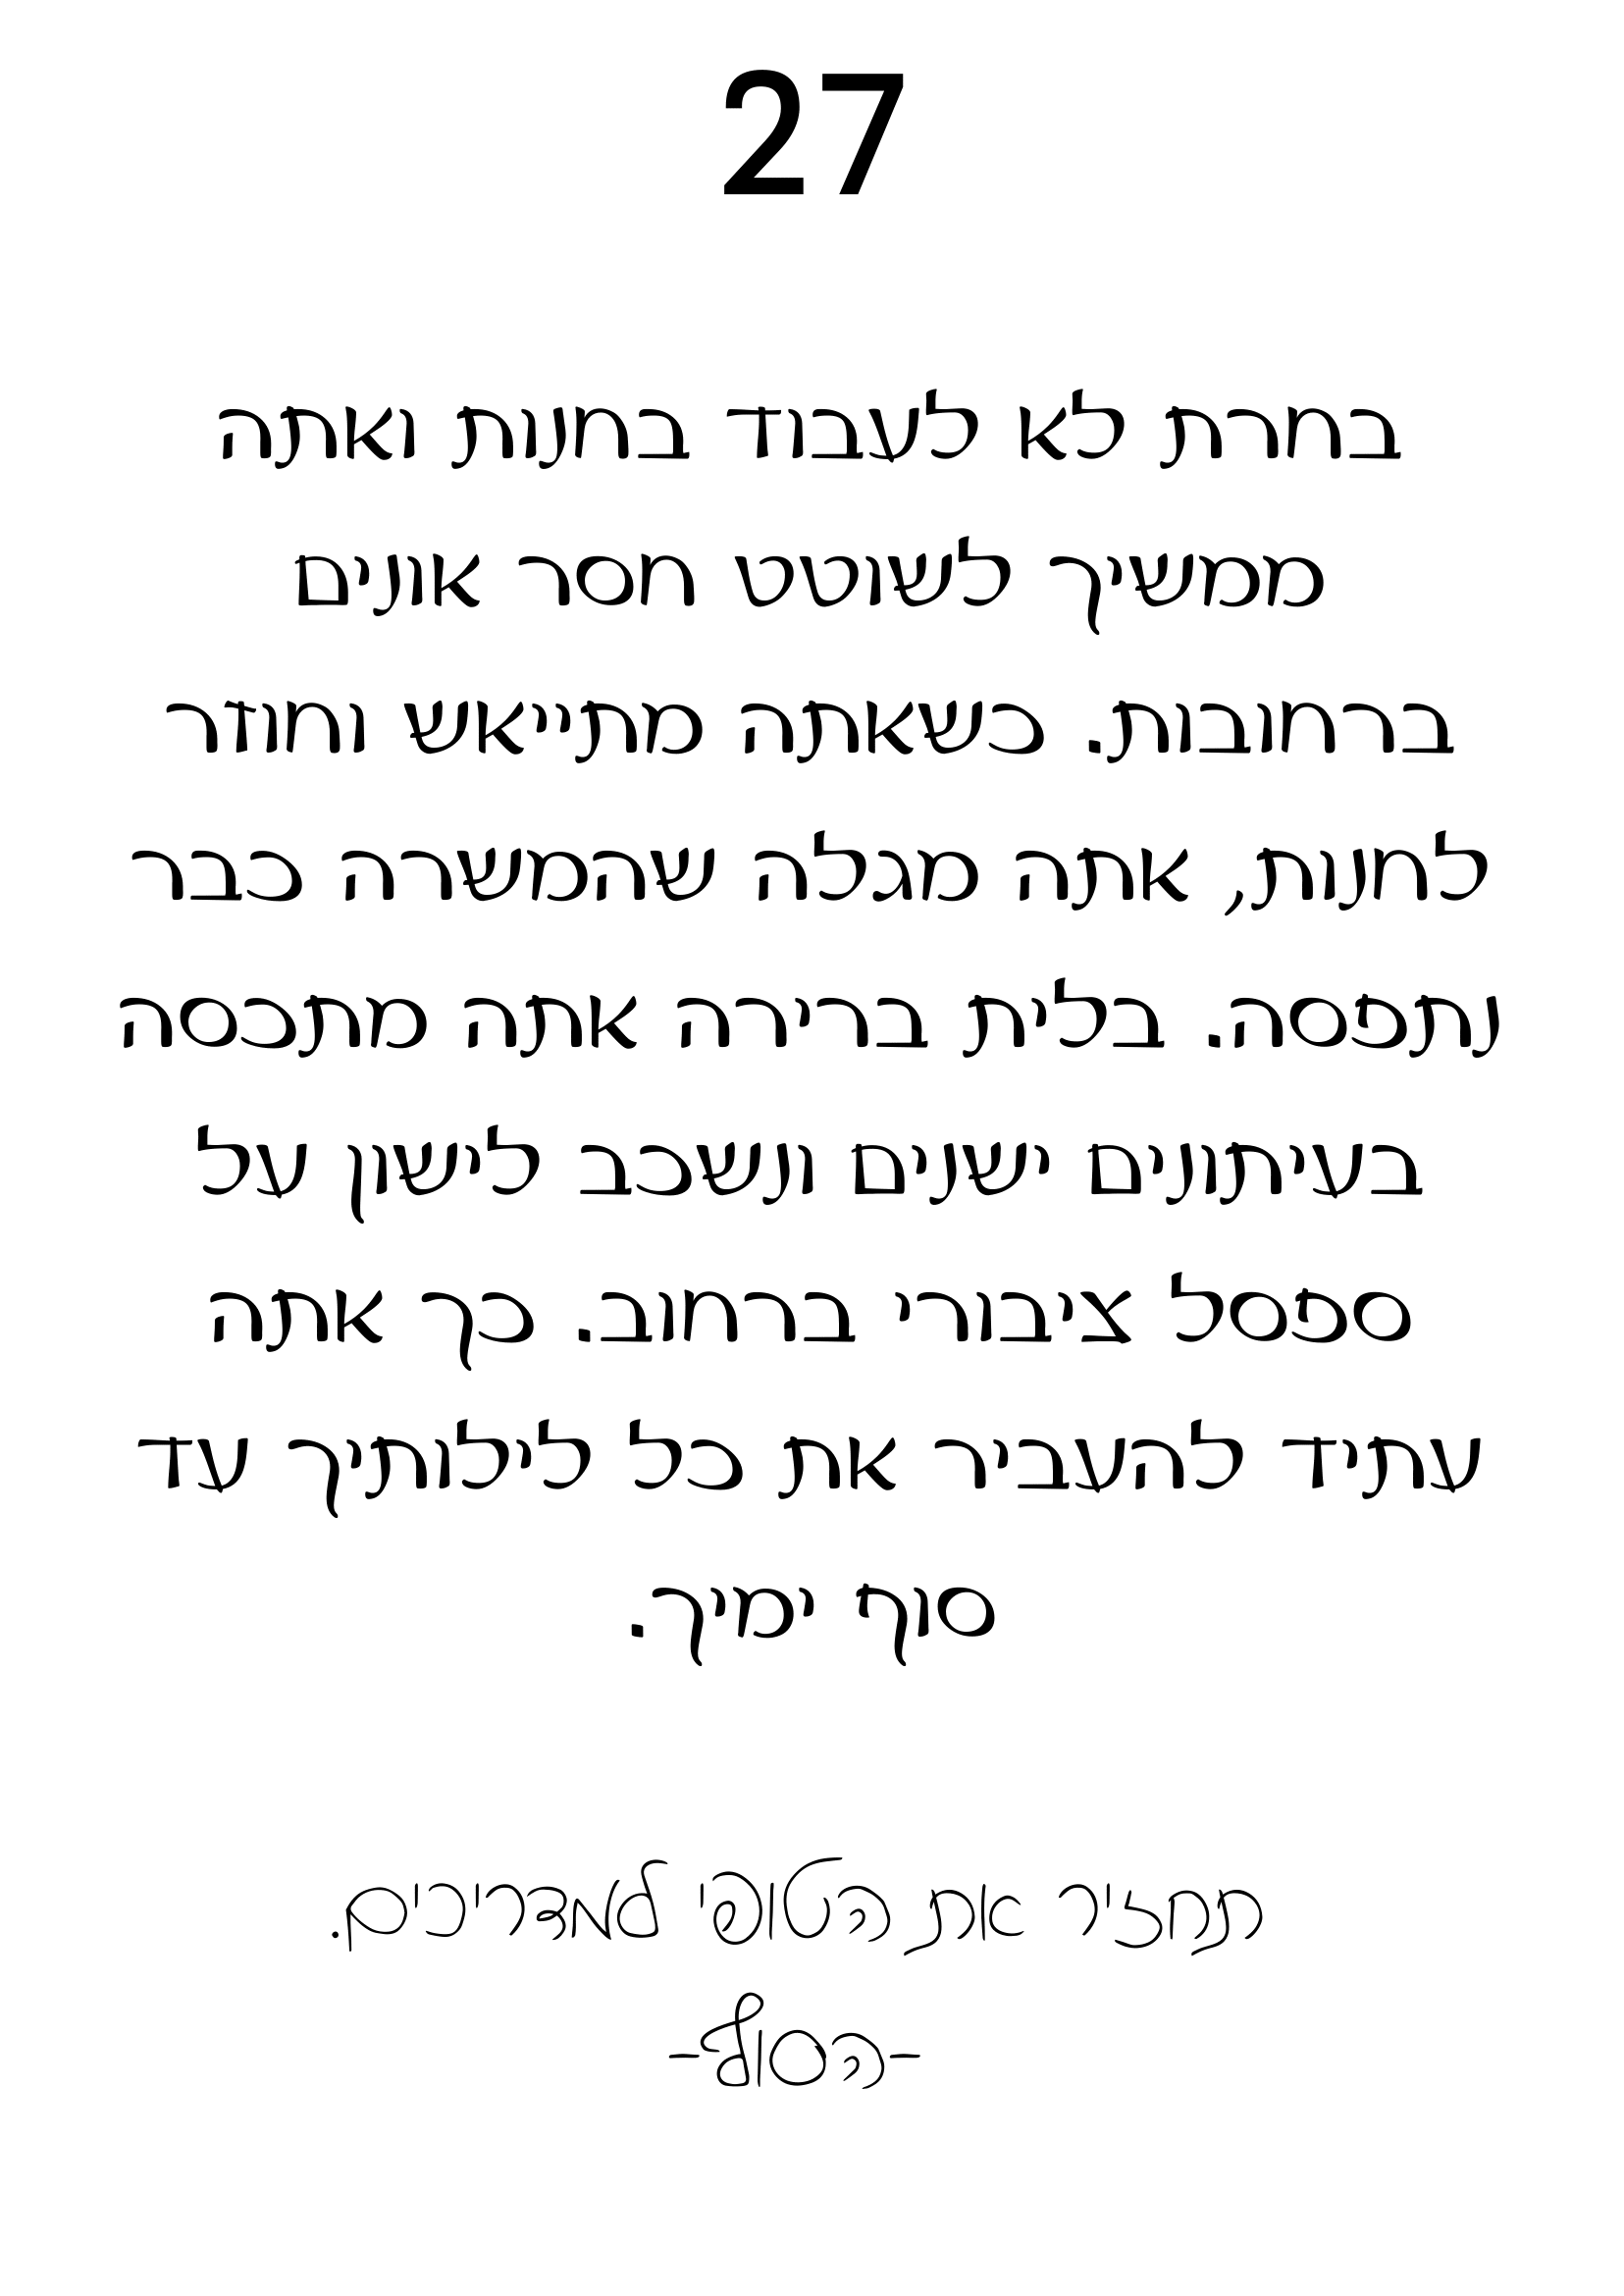 27
בחרת לא לעבוד בחנות ואתה
ממשיך לשוטט חסר אונים
ברחובות. כשאתה מתייאש וחוזר
לחנות, אתה מגלה שהמשרה כבר
נתפסה. בלית ברירה אתה מתכסה
בעיתונים ישנים ונשכב לישון על
ספסל ציבורי ברחוב. כך אתה
עתיד להעביר את כל לילותיך עד
סוף ימיך.
תחזיר את הטופי למדריכים.
-הסוף-